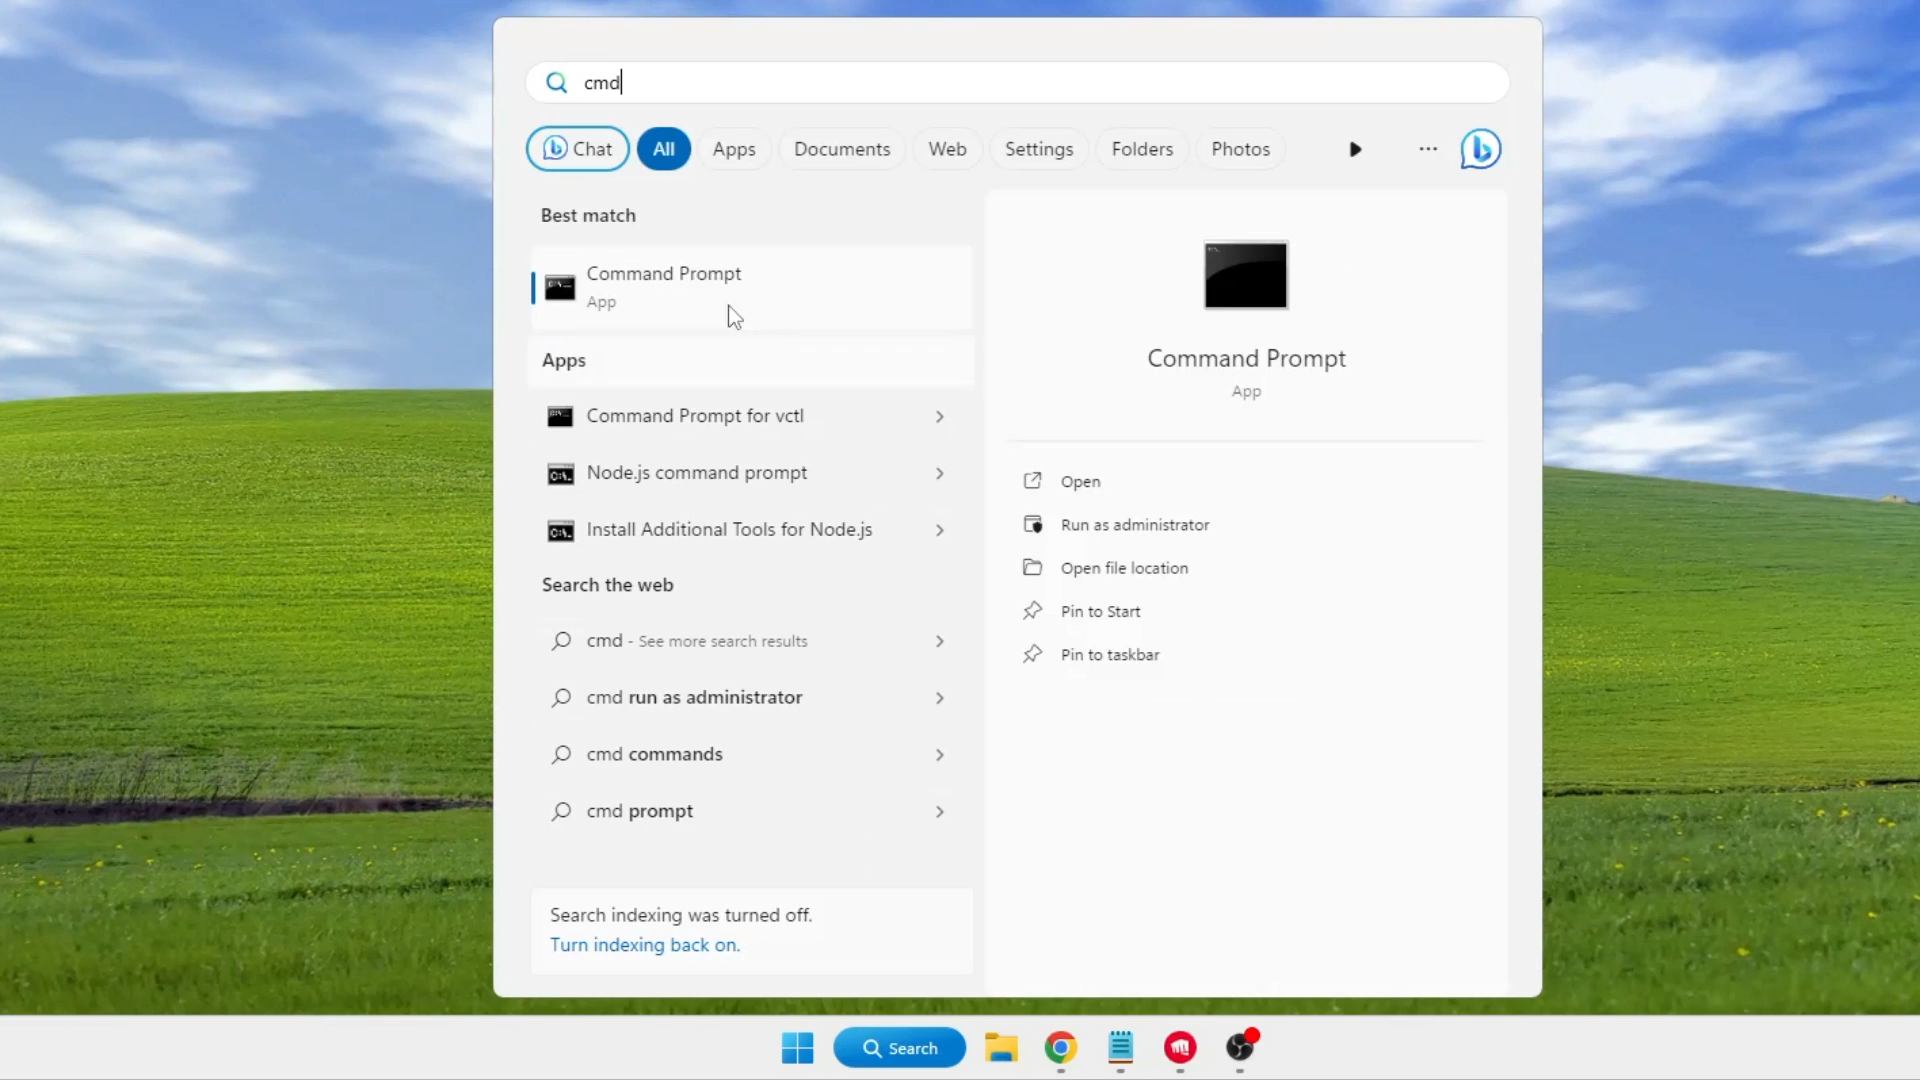 cmd
Chat
All
Apps
Documents
Web
Settings
Folders
Photos
Best match
Command Prompt
App
Apps
Command Prompt for vctl
Node.js command prompt
Install Additional Tools for Node.js
Search the web
cmd - See more search results
cmd run as administrator
cmd commands
cmd prompt
Search indexing was turned off.
Turn indexing back on.
Command Prompt
App
Open
Run as administrator
Open file location
Pin to Start
Pin to taskbar
Search